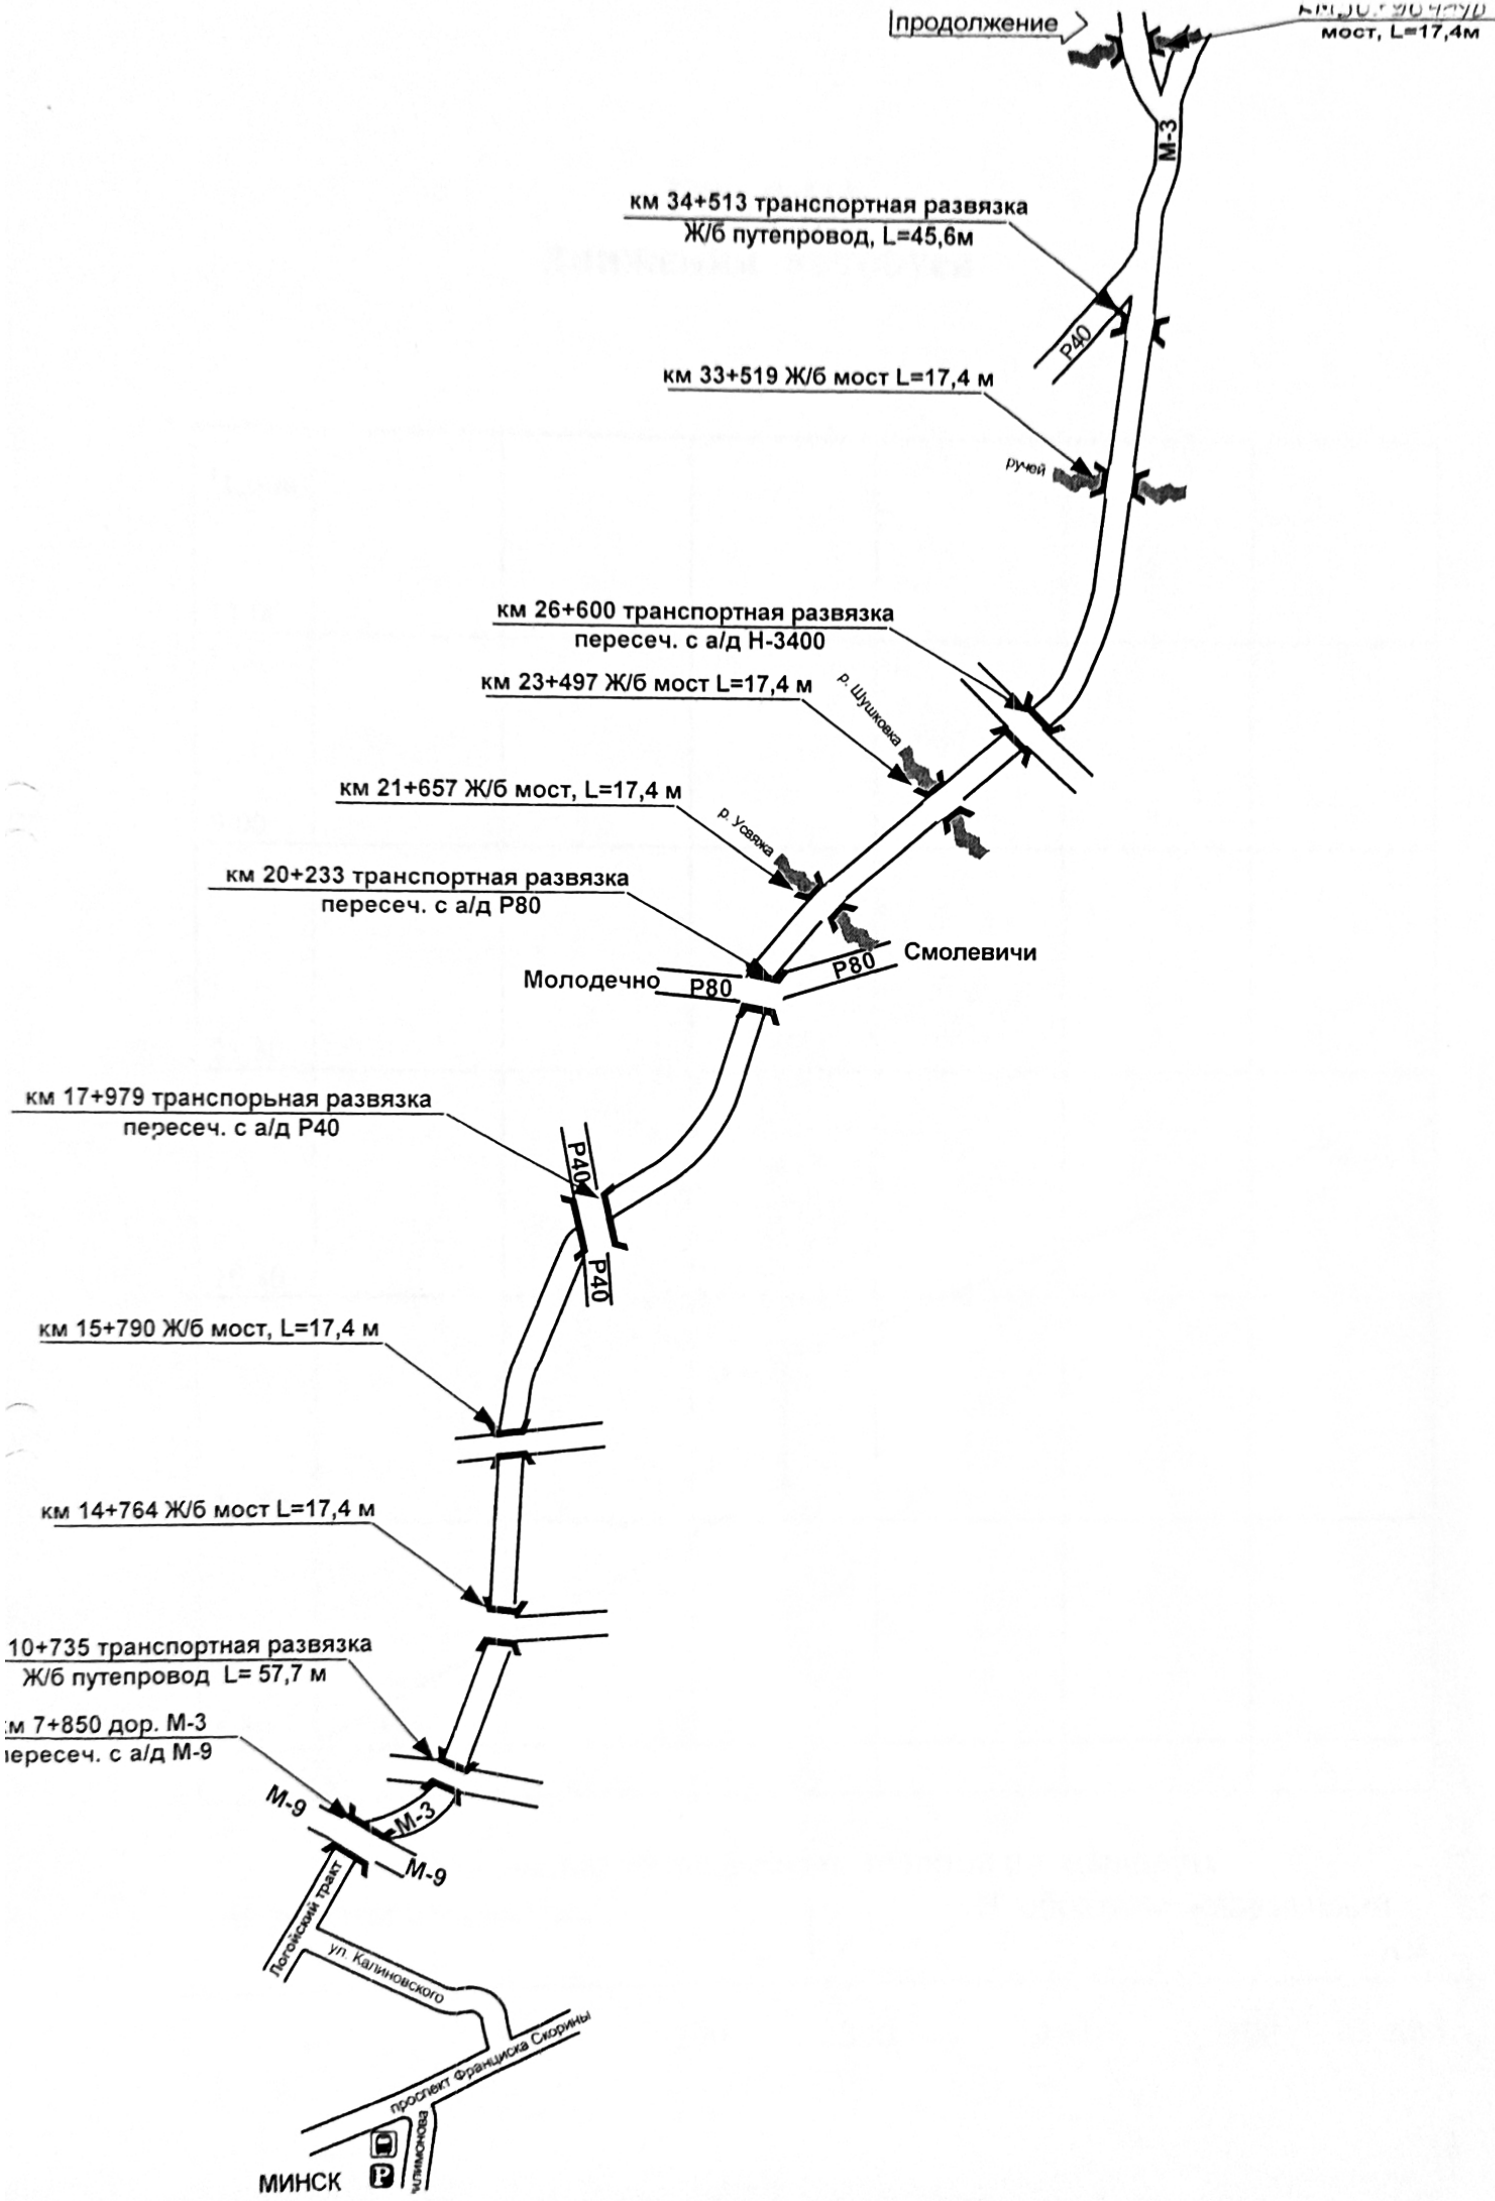 продолжение
мост, L=17,4м
М-3
км 34+513 транспортная развязка
Ж/б путепровод, L=45,6м
Р40
км 33+519 Ж/б мост L=17,4 м
ручей
км 26+600 транспортная развязка
пересеч. с а/д Н-3400
км 23+497 Ж/б мост L=17,4 м
р. Шушковка
км 21+657 Ж/б мост, L=17,4 м
р. Усвяжа
км 20+233 транспортная развязка
пересеч. с а/д Р80
Смолевичи
Р80
Молодечно
Р80
км 17+979 транспорьная развязка
пересеч. с а/д Р40
Р40
Р40
км 15+790 Ж/б мост, L=17,4 м
км 14+764 Ж/б мост L=17,4 м
10+735 транспортная развязка
Ж/б путепровод L= 57,7 м
км 7+850 дор. М-3
пересеч. с а/д М-9
М-9
М-3
М-9
Логойский тракт
ул. Калиновского
проспект Франциска Скорины
илимонова
Р
МИНСК